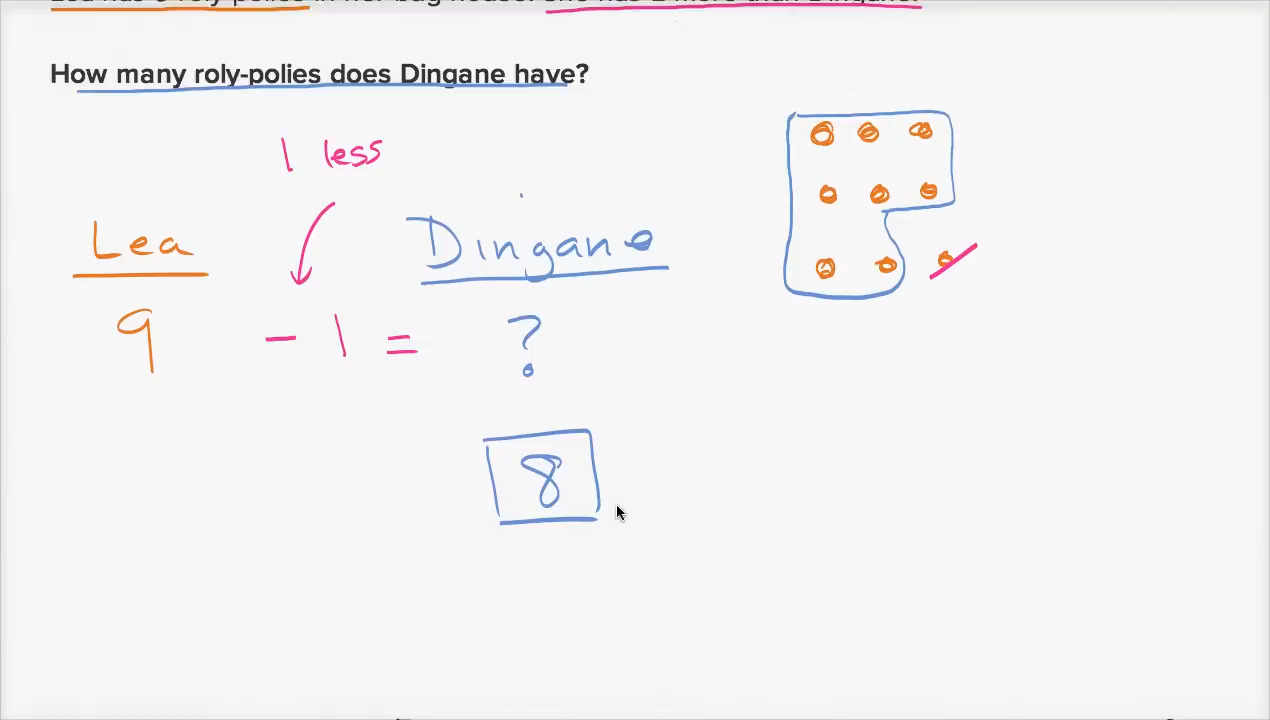 How many roly-polies does Dingane have?
1 less
Lea Dingane
9 - 1 = ?
8